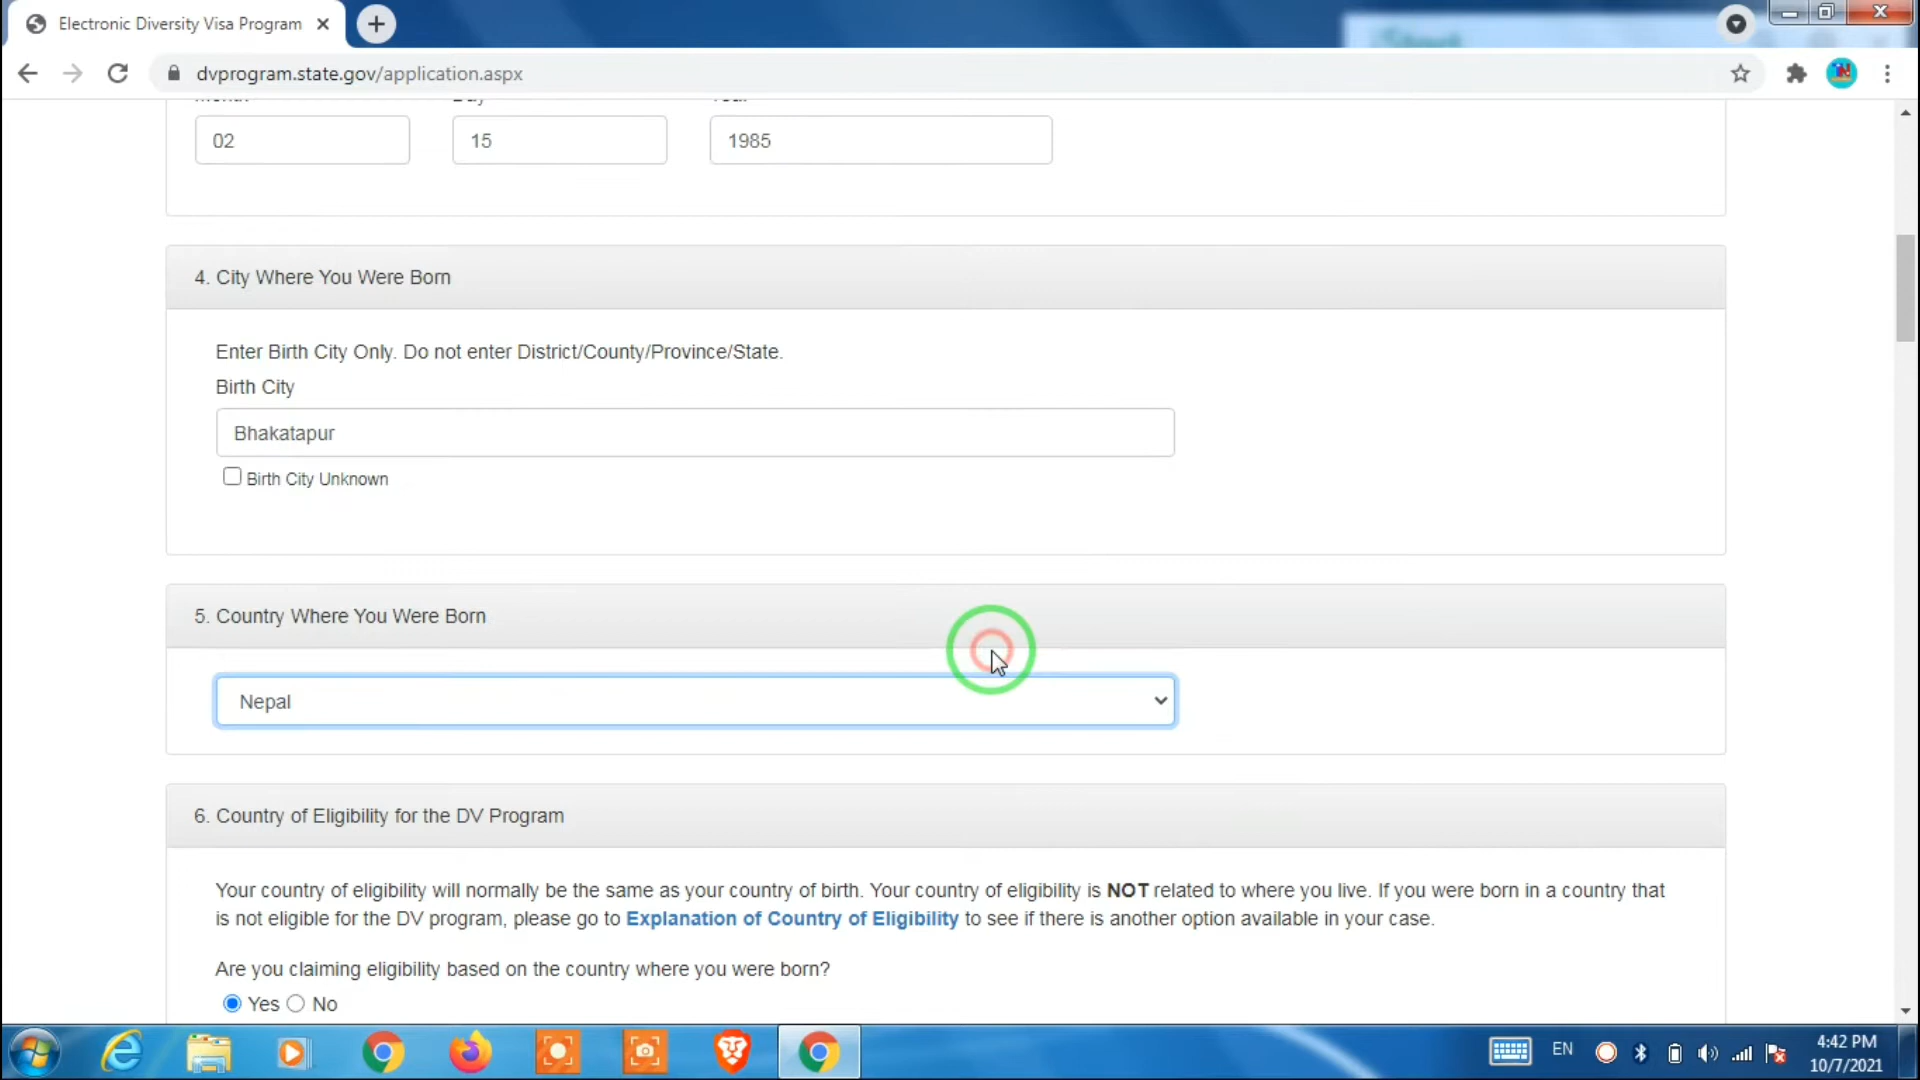 Electronic Diversity Visa Program
dvprogram.state.gov/application.aspx
02
15
1985
4. City Where You Were Born
Enter Birth City Only. Do not enter District/County/Province/State.
Birth City
Bhakatapur
Birth City Unknown
5. Country Where You Were Born
Nepal
6. Country of Eligibility for the DV Program
Your country of eligibility will normally be the same as your country of birth. Your country of eligibility is NOT related to where you live. If you were born in a country that
is not eligible for the DV program, please go to Explanation of Country of Eligibility to see if there is another option available in your case.
Are you claiming eligibility based on the country where you were born?
Yes No
EN
4:42 PM
10/7/2021